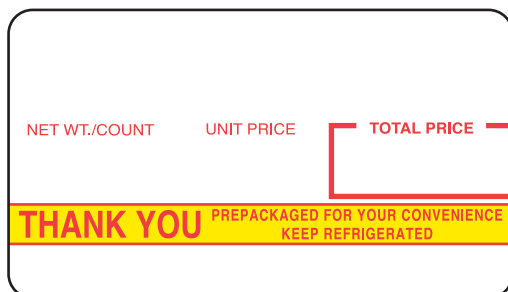 NET WT./COUNT UNIT PRICE TOTAL PRICE
THANK YOU PREPACKAGED FOR YOUR CONVENIENCE
KEEP REFRIGERATED